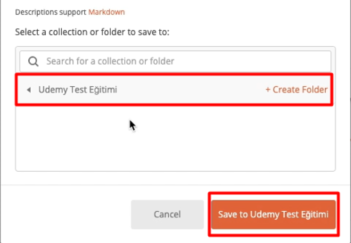 Descriptions support Markdown
Select a collection or folder to save to:
Search for a collection or folder
Udemy Test Eğitimi + Create Folder
Cancel Save to Udemy Test Eğitimi